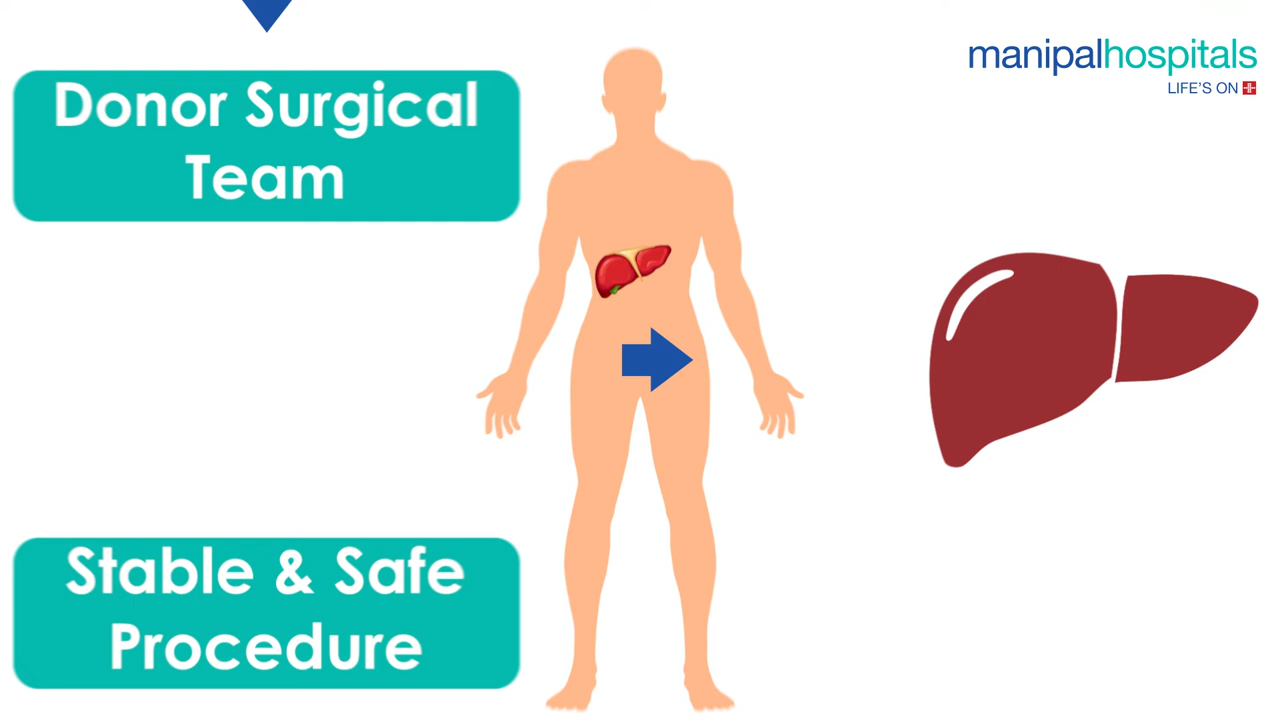 manipalhospitals
LIFE'S ON
Donor Surgical
Team
Stable & Safe
Procedure